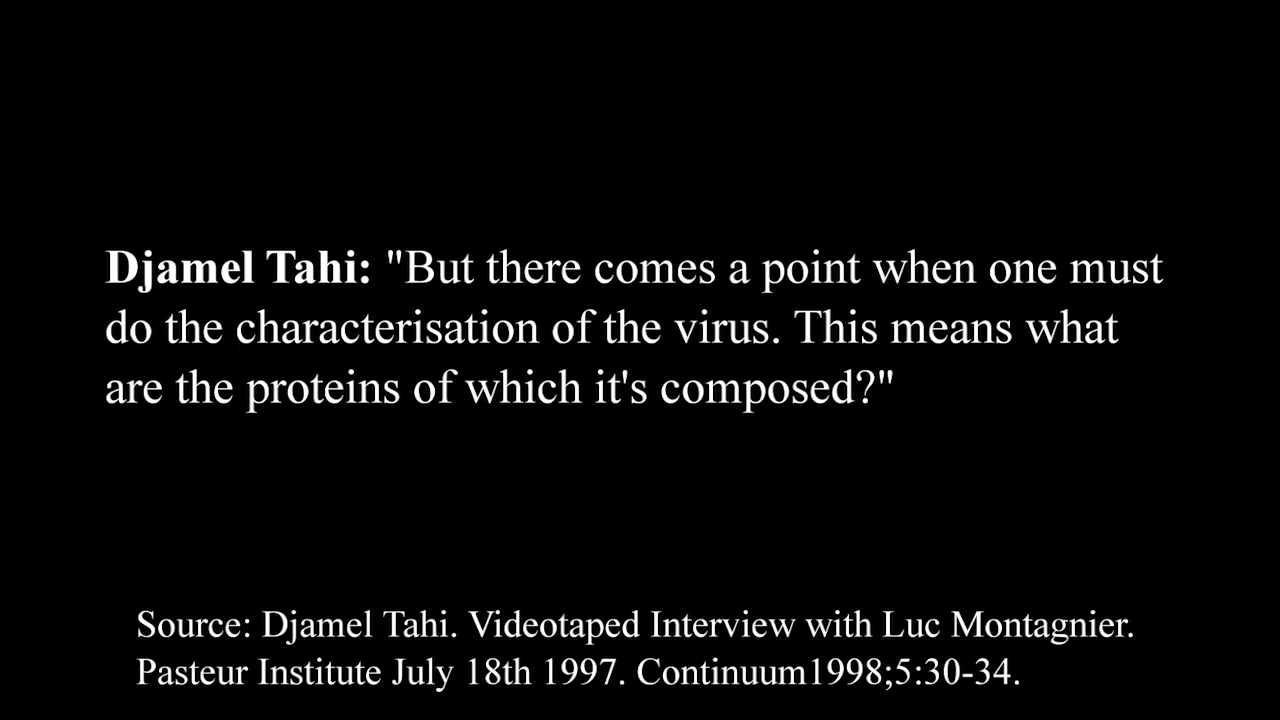 Djamel Tahi: "But there comes a point when one must
do the characterisation of the virus. This means what
are the proteins of which it's composed?"
Source: Djamel Tahi. Videotaped Interview with Luc Montagnier.
Pasteur Institute July 18th 1997. Continuum1998;5:30-34.